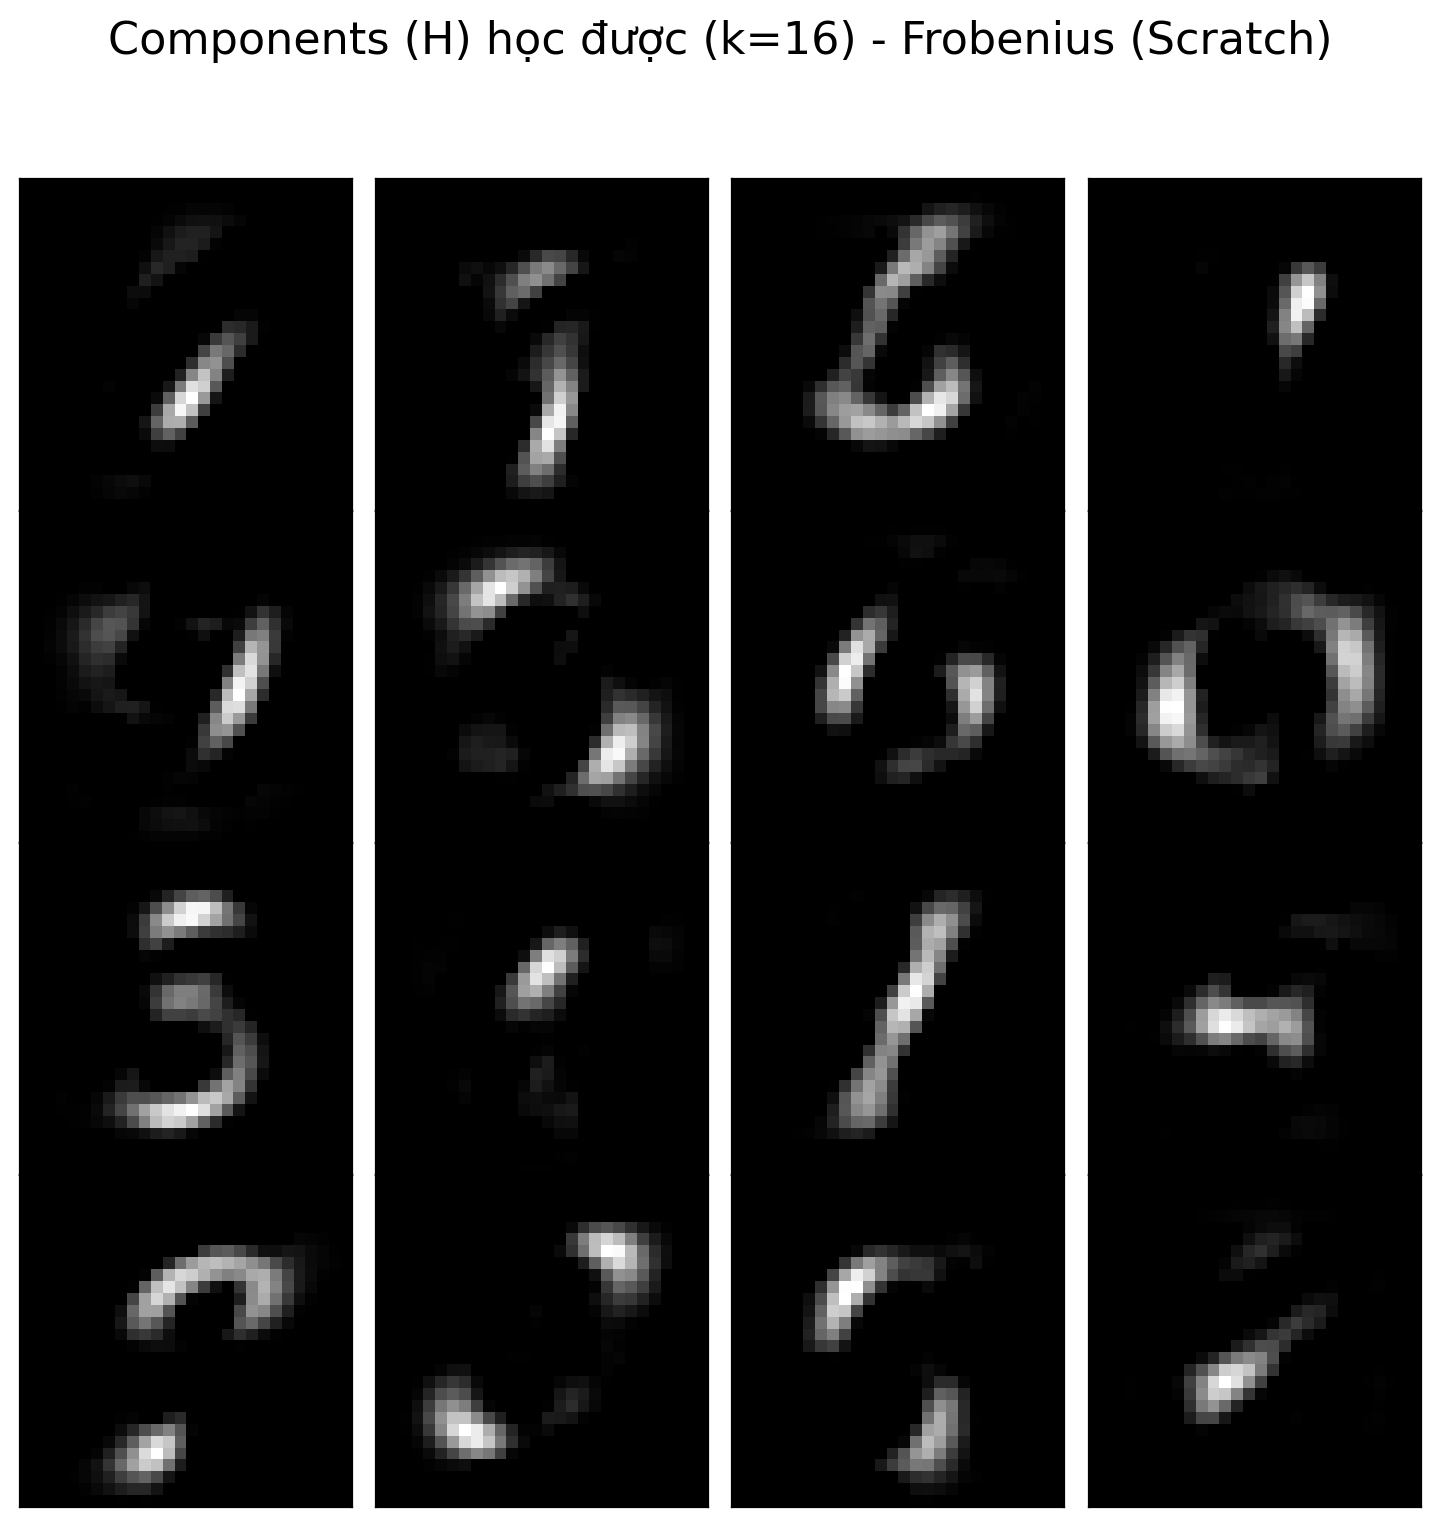 Components (H) học được (k=16) - Frobenius (Scratch)